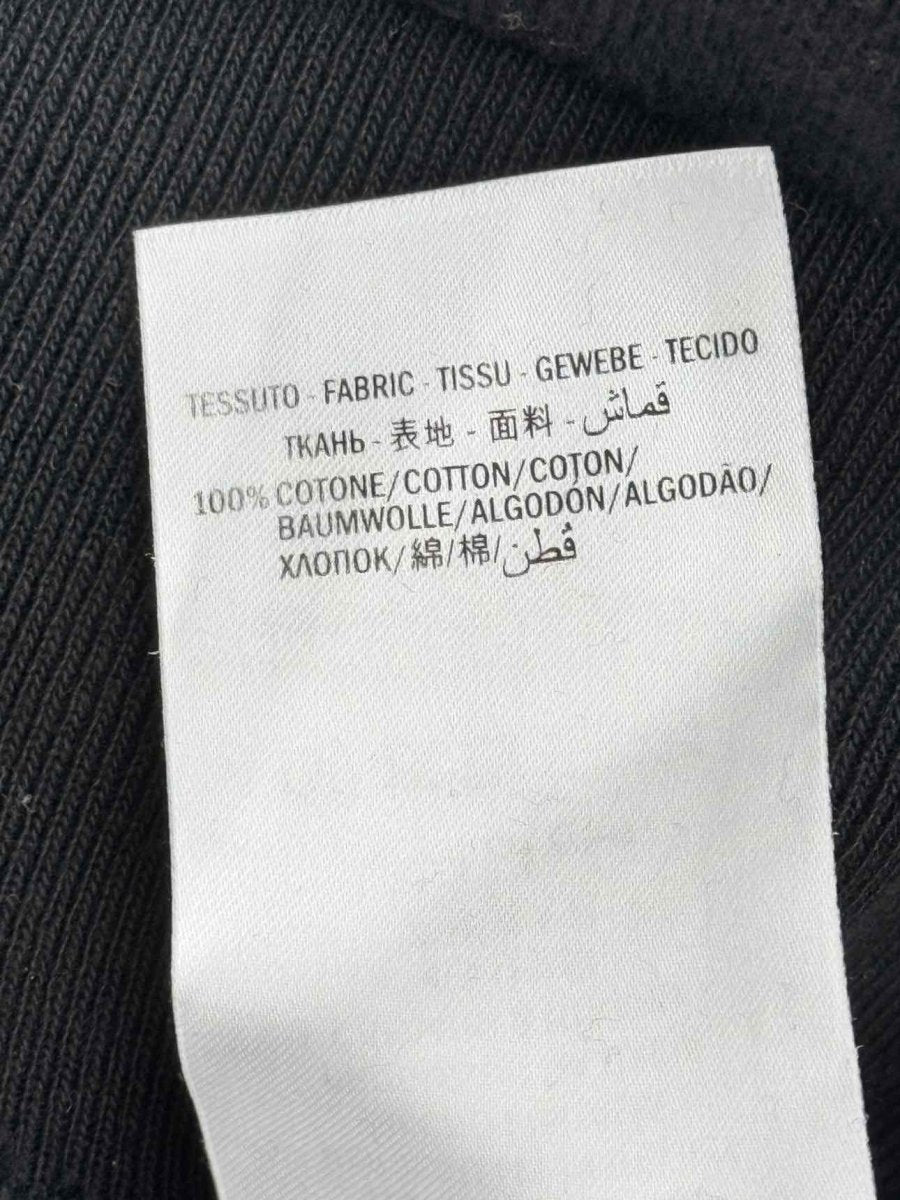 TESSUTO - FABRIC - TISSU - GEWEBE - TECIDO
ТКАНЬ - 表地 - 面料 - قماش
100% COTONE/COTTON/COTON/
BAUMWOLLE/ALGODÓN/ALGODÃO/
ХЛОПОК/綿/棉/قطن